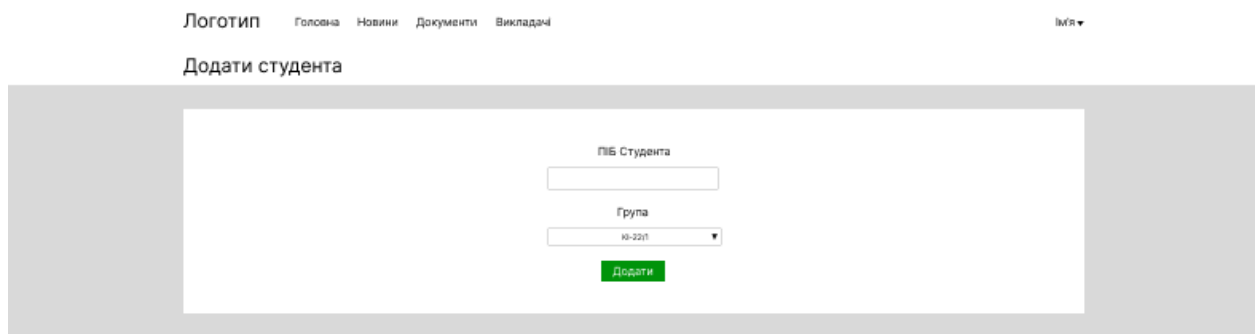 Логотип Головна Новини Документи Викладачі Ім'я
Додати студента
ПІБ Студента
Група
КІ-22/1
Додати